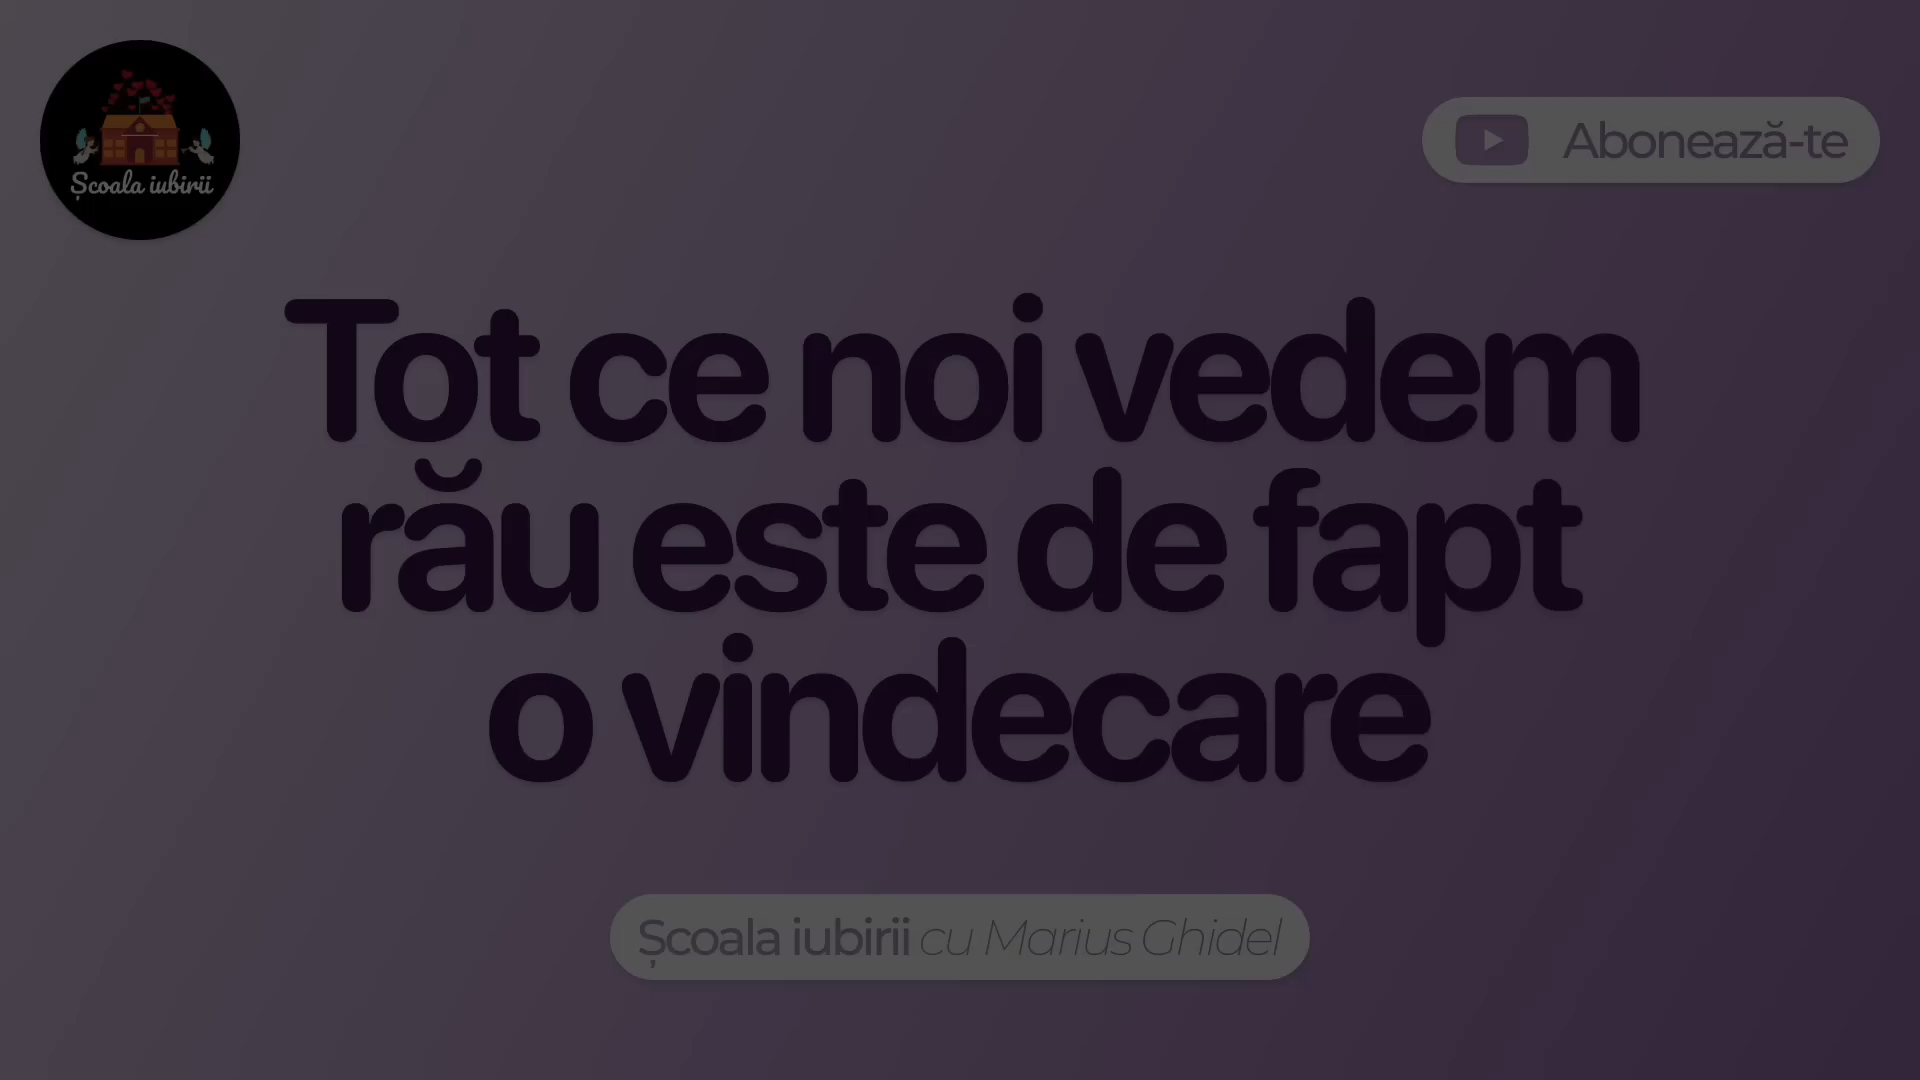 Școala iubirii
Abonează-te
Tot ce noi vedem
rău este de fapt
o vindecare
Școala iubirii cu Marius Ghidel